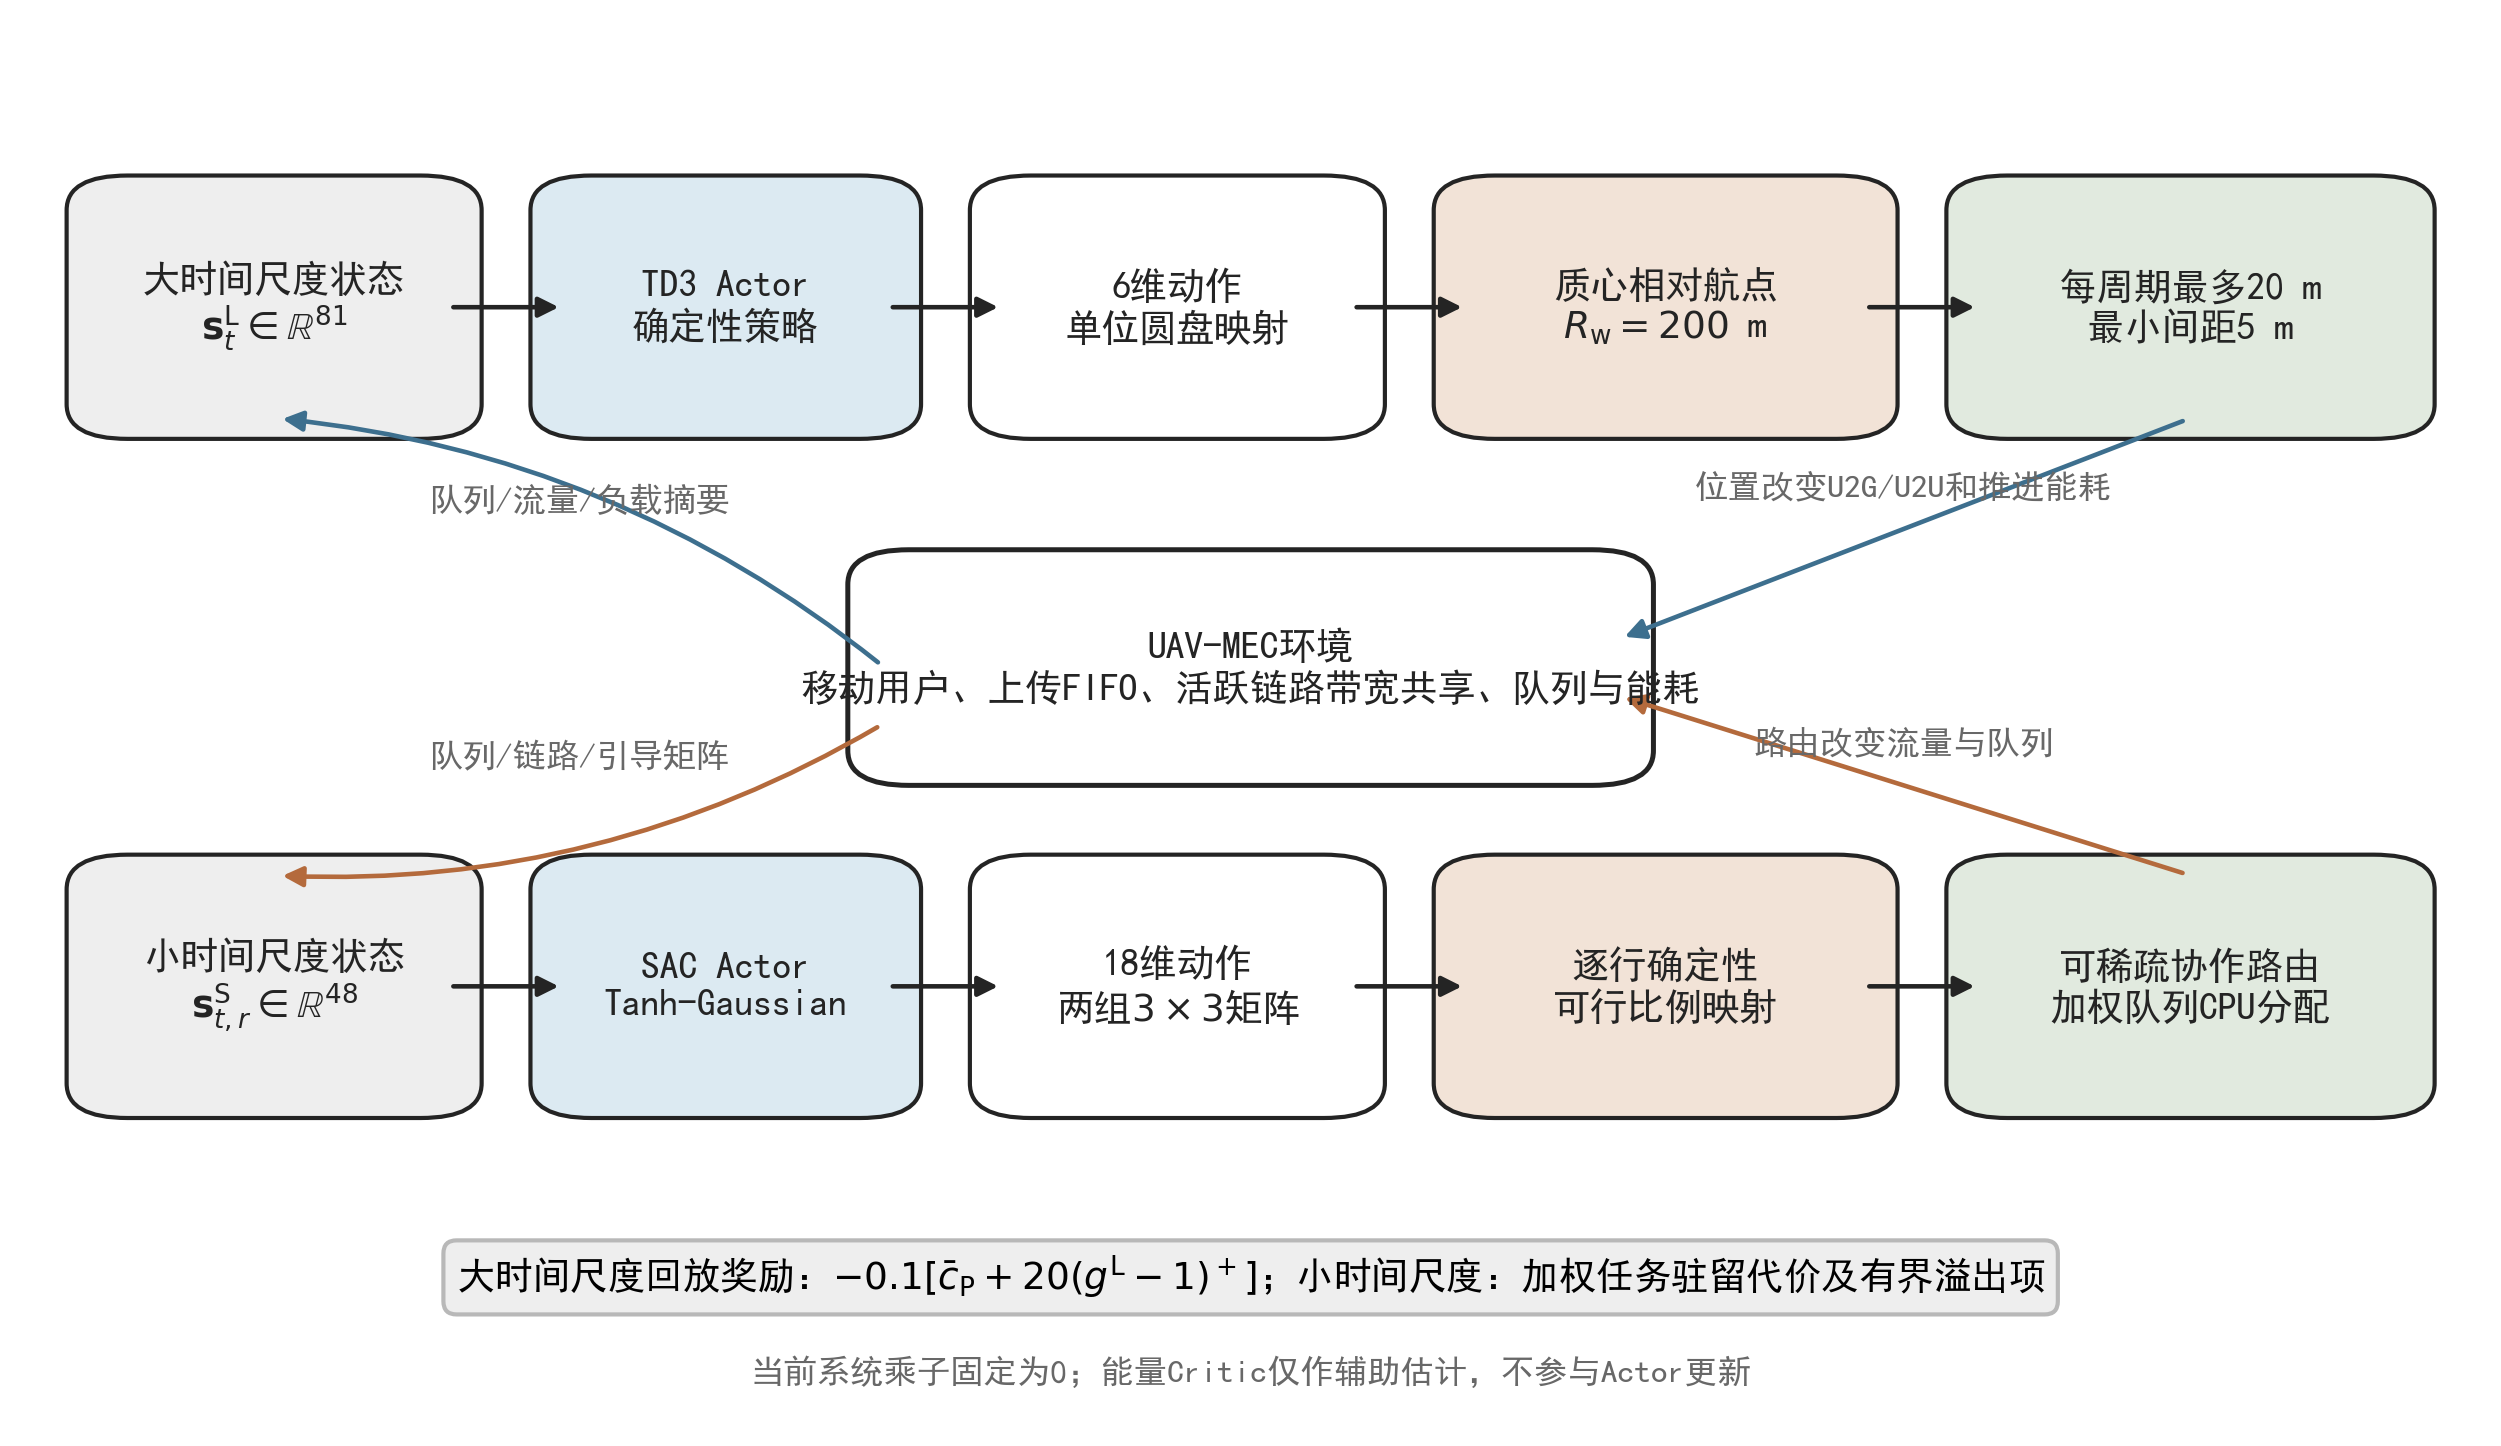 大时间尺度状态
s_t^L ∈ ℝ^81
TD3 Actor
确定性策略
6维动作
单位圆盘映射
质心相对航点
R_w = 200 m
每周期最多20 m
最小间距5 m
队列/流量/负载摘要
位置改变U2G/U2U和推进能耗
UAV-MEC环境
移动用户、上传FIFO、活跃链路带宽共享、队列与能耗
队列/链路/引导矩阵
路由改变流量与队列
小时间尺度状态
s_{t,r}^S ∈ ℝ^48
SAC Actor
Tanh-Gaussian
18维动作
两组3 × 3矩阵
逐行确定性
可行比例映射
可稀疏协作路由
加权队列CPU分配
大时间尺度回放奖励：−0.1[c̄_P + 20(g^L − 1)^+]；小时间尺度：加权任务驻留代价及有界溢出项
当前系统乘子固定为0；能量Critic仅作辅助估计，不参与Actor更新